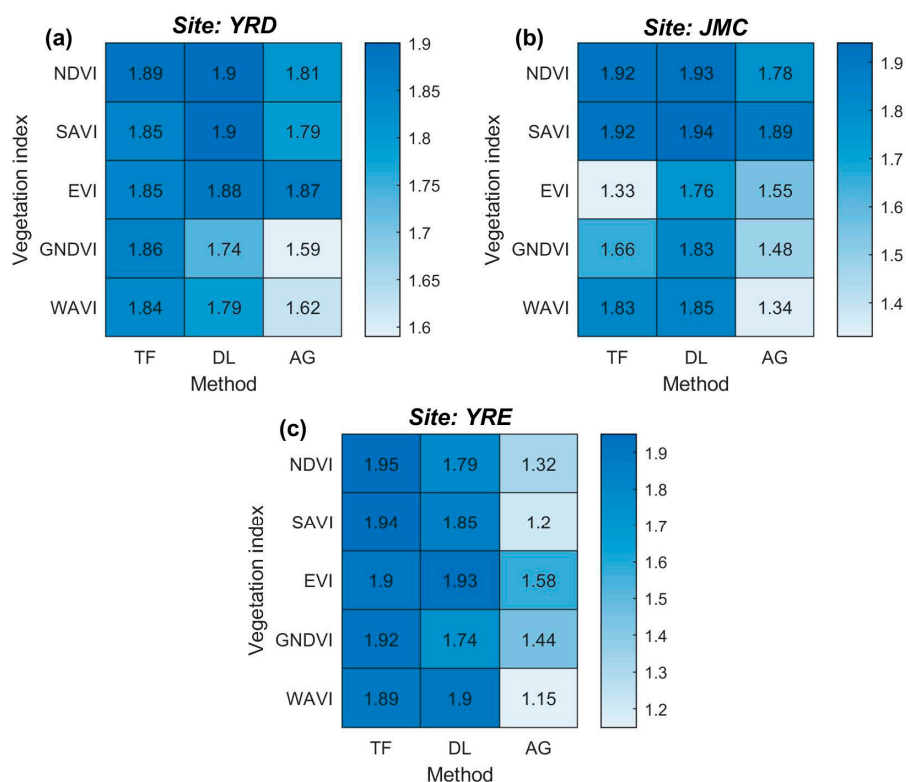 (a) Site: YRD
Vegetation index
NDVI 1.89 1.9 1.81
SAVI 1.85 1.9 1.79
EVI 1.85 1.88 1.87
GNDVI 1.86 1.74 1.59
WAVI 1.84 1.79 1.62
TF DL AG
Method
1.9
1.85
1.8
1.75
1.7
1.65
1.6
(b) Site: JMC
Vegetation index
NDVI 1.92 1.93 1.78
SAVI 1.92 1.94 1.89
EVI 1.33 1.76 1.55
GNDVI 1.66 1.83 1.48
WAVI 1.83 1.85 1.34
TF DL AG
Method
1.9
1.8
1.7
1.6
1.5
1.4
(c) Site: YRE
Vegetation index
NDVI 1.95 1.79 1.32
SAVI 1.94 1.85 1.2
EVI 1.9 1.93 1.58
GNDVI 1.92 1.74 1.44
WAVI 1.89 1.9 1.15
TF DL AG
Method
1.9
1.8
1.7
1.6
1.5
1.4
1.3
1.2